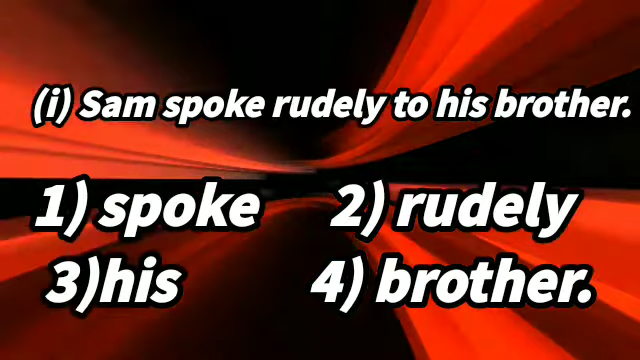 (i) Sam spoke rudely to his brother.
1) spoke 2) rudely
3)his 4) brother.